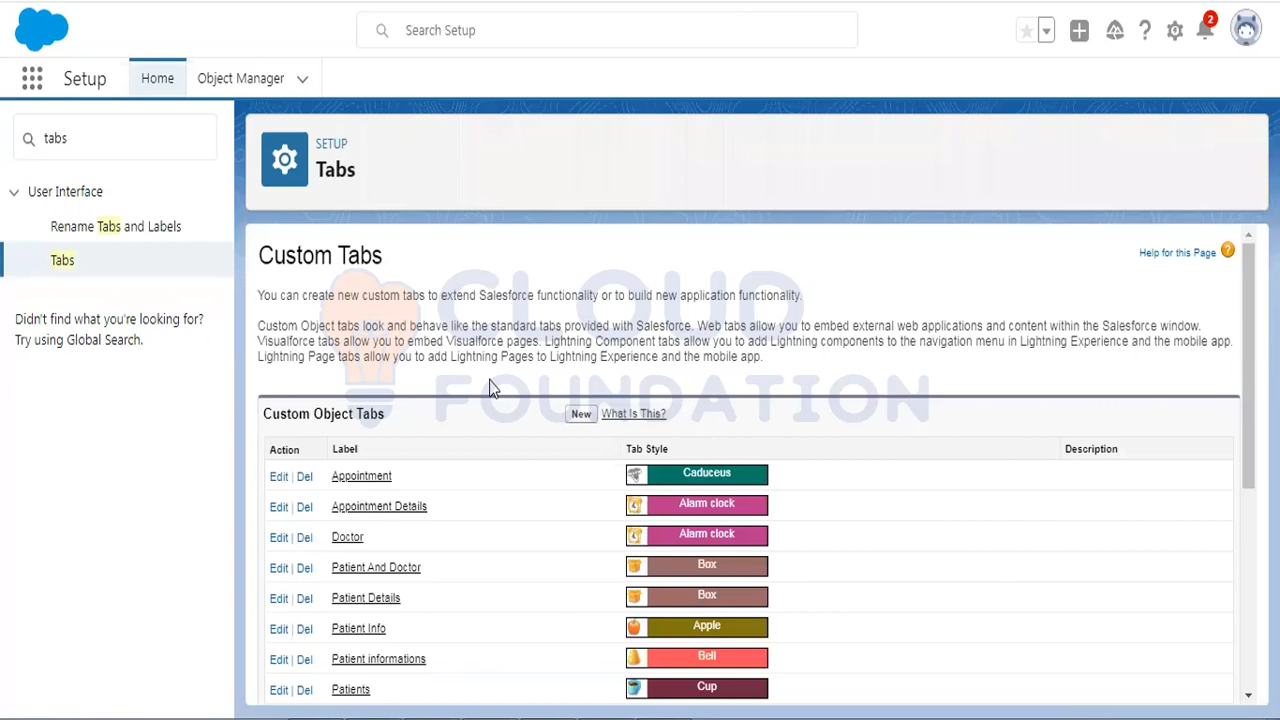 Search Setup
2
Setup
Home
Object Manager
tabs
User Interface
Rename Tabs and Labels
Tabs
Didn't find what you're looking for?
Try using Global Search.
SETUP
Tabs
Custom Tabs
Help for this Page ?
You can create new custom tabs to extend Salesforce functionality or to build new application functionality.
Custom Object tabs look and behave like the standard tabs provided with Salesforce. Web tabs allow you to embed external web applications and content within the Salesforce window.
Visualforce tabs allow you to embed Visualforce pages. Lightning Component tabs allow you to add Lightning components to the navigation menu in Lightning Experience and the mobile app.
Lightning Page tabs allow you to add Lightning Pages to Lightning Experience and the mobile app.
CLOUD
FOUNDATION
Custom Object Tabs New What Is This?
Action Label Tab Style Description
Edit | Del Appointment Caduceus
Edit | Del Appointment Details Alarm clock
Edit | Del Doctor Alarm clock
Edit | Del Patient And Doctor Box
Edit | Del Patient Details Box
Edit | Del Patient Info Apple
Edit | Del Patient informations Bell
Edit | Del Patients Cup